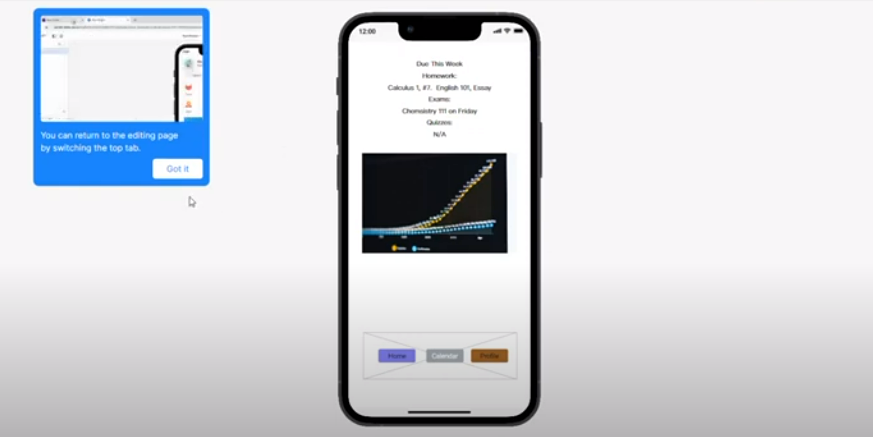 You can return to the editing page
by switching the top tab.
Got it
12:00
Due This Week
Homework:
Calculus 1, #7. English 101, Essay
Exams:
Chemsistry 111 on Friday
Quizzes:
N/A
Home
Calendar
Profile